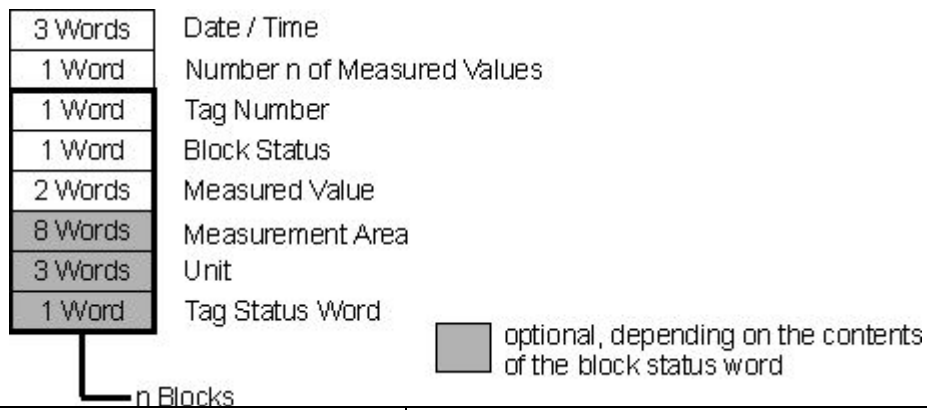 3 Words Date / Time
1 Word Number n of Measured Values
1 Word Tag Number
1 Word Block Status
2 Words Measured Value
8 Words Measurement Area
3 Words Unit
1 Word Tag Status Word
optional, depending on the contents
of the block status word
n Blocks